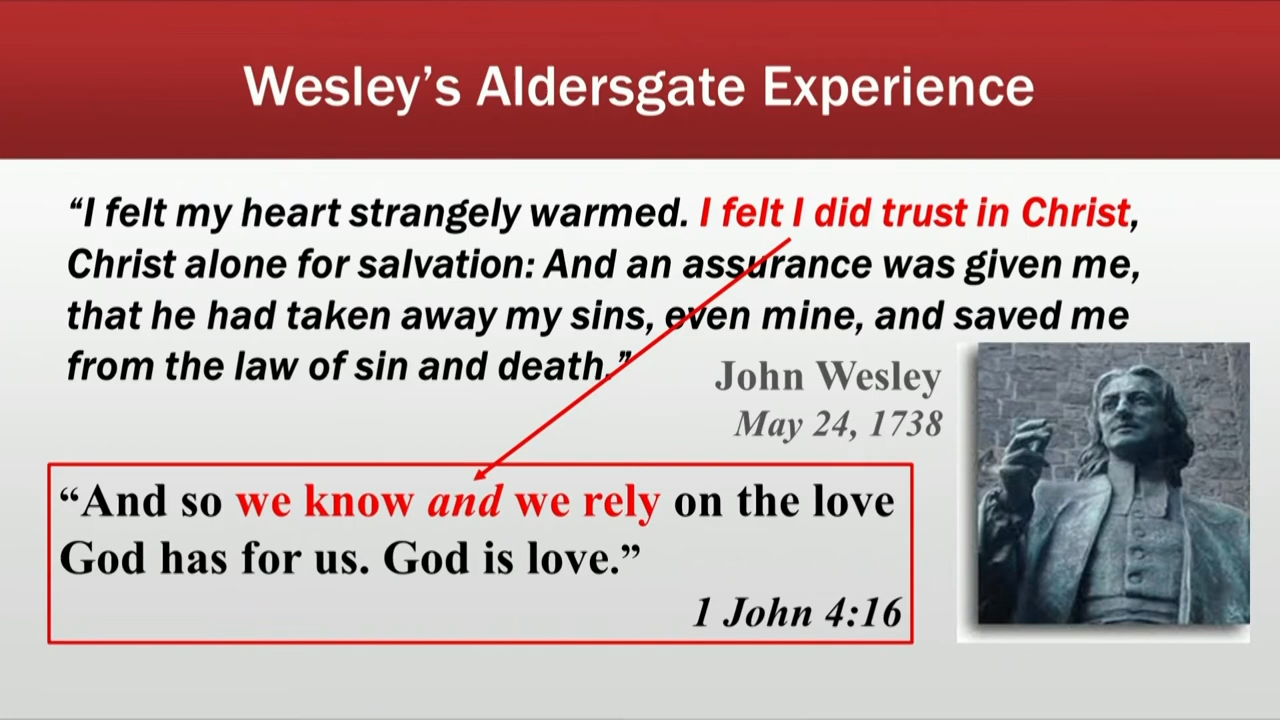 Wesley’s Aldersgate Experience
“I felt my heart strangely warmed. I felt I did trust in Christ,
Christ alone for salvation: And an assurance was given me,
that he had taken away my sins, even mine, and saved me
from the law of sin and death.”
John Wesley
May 24, 1738
“And so we know and we rely on the love
God has for us. God is love.”
1 John 4:16